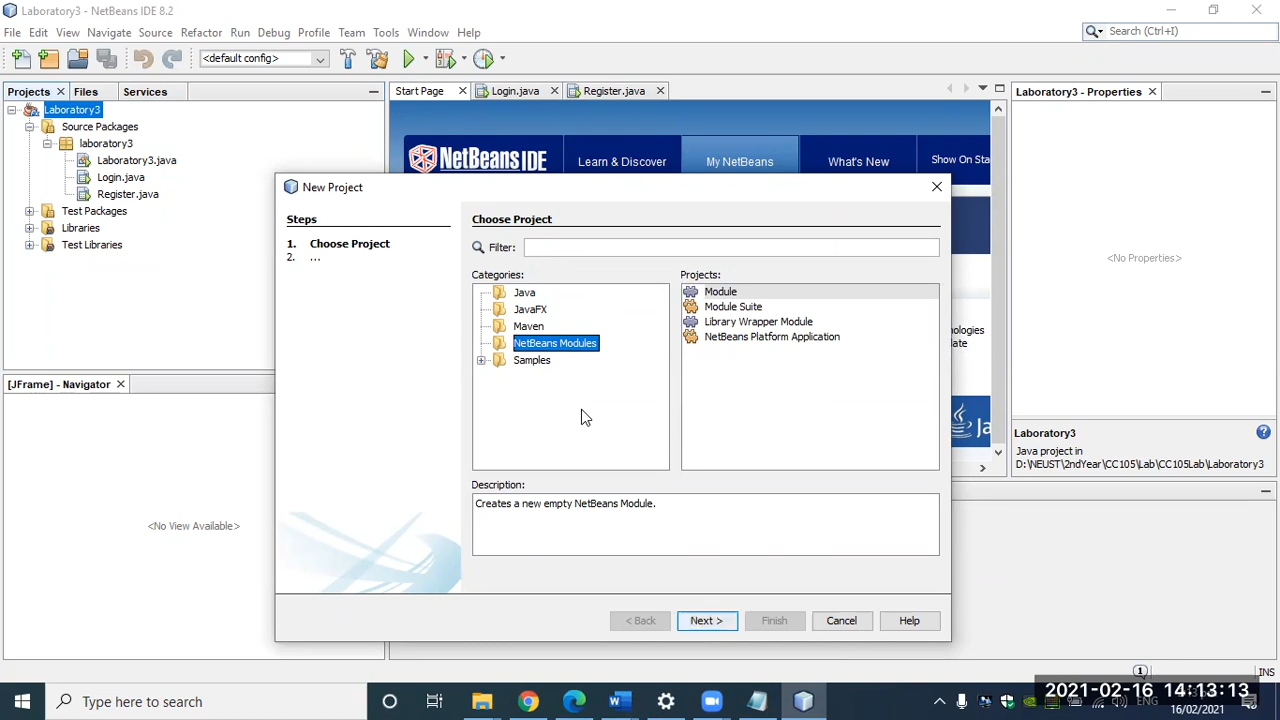 Laboratory3 - NetBeans IDE 8.2
File Edit View Navigate Source Refactor Run Debug Profile Team Tools Window Help
Search (Ctrl+I)
<default config>
Projects Files Services
Start Page Login.java Register.java
Laboratory3 - Properties
Laboratory3
Source Packages
laboratory3
Laboratory3.java
Login.java
Register.java
Test Packages
Libraries
Test Libraries
NetBeans IDE Learn & Discover My NetBeans What's New Show On Sta
<No Properties>
New Project
Steps
1. Choose Project
2. ...
Choose Project
Filter:
Categories:
Java
JavaFX
Maven
NetBeans Modules
Samples
Projects:
Module
Module Suite
Library Wrapper Module
NetBeans Platform Application
Description:
Creates a new empty NetBeans Module.
< Back Next > Finish Cancel Help
[JFrame] - Navigator
<No View Available>
nologies
date
Ja
Laboratory3
Java project in
D:\NEUST\2ndYear\CC105\Lab\CC105Lab\Laboratory3
1 INS
Type here to search
ENG
2021-02-16 14:13:13
16/02/2021